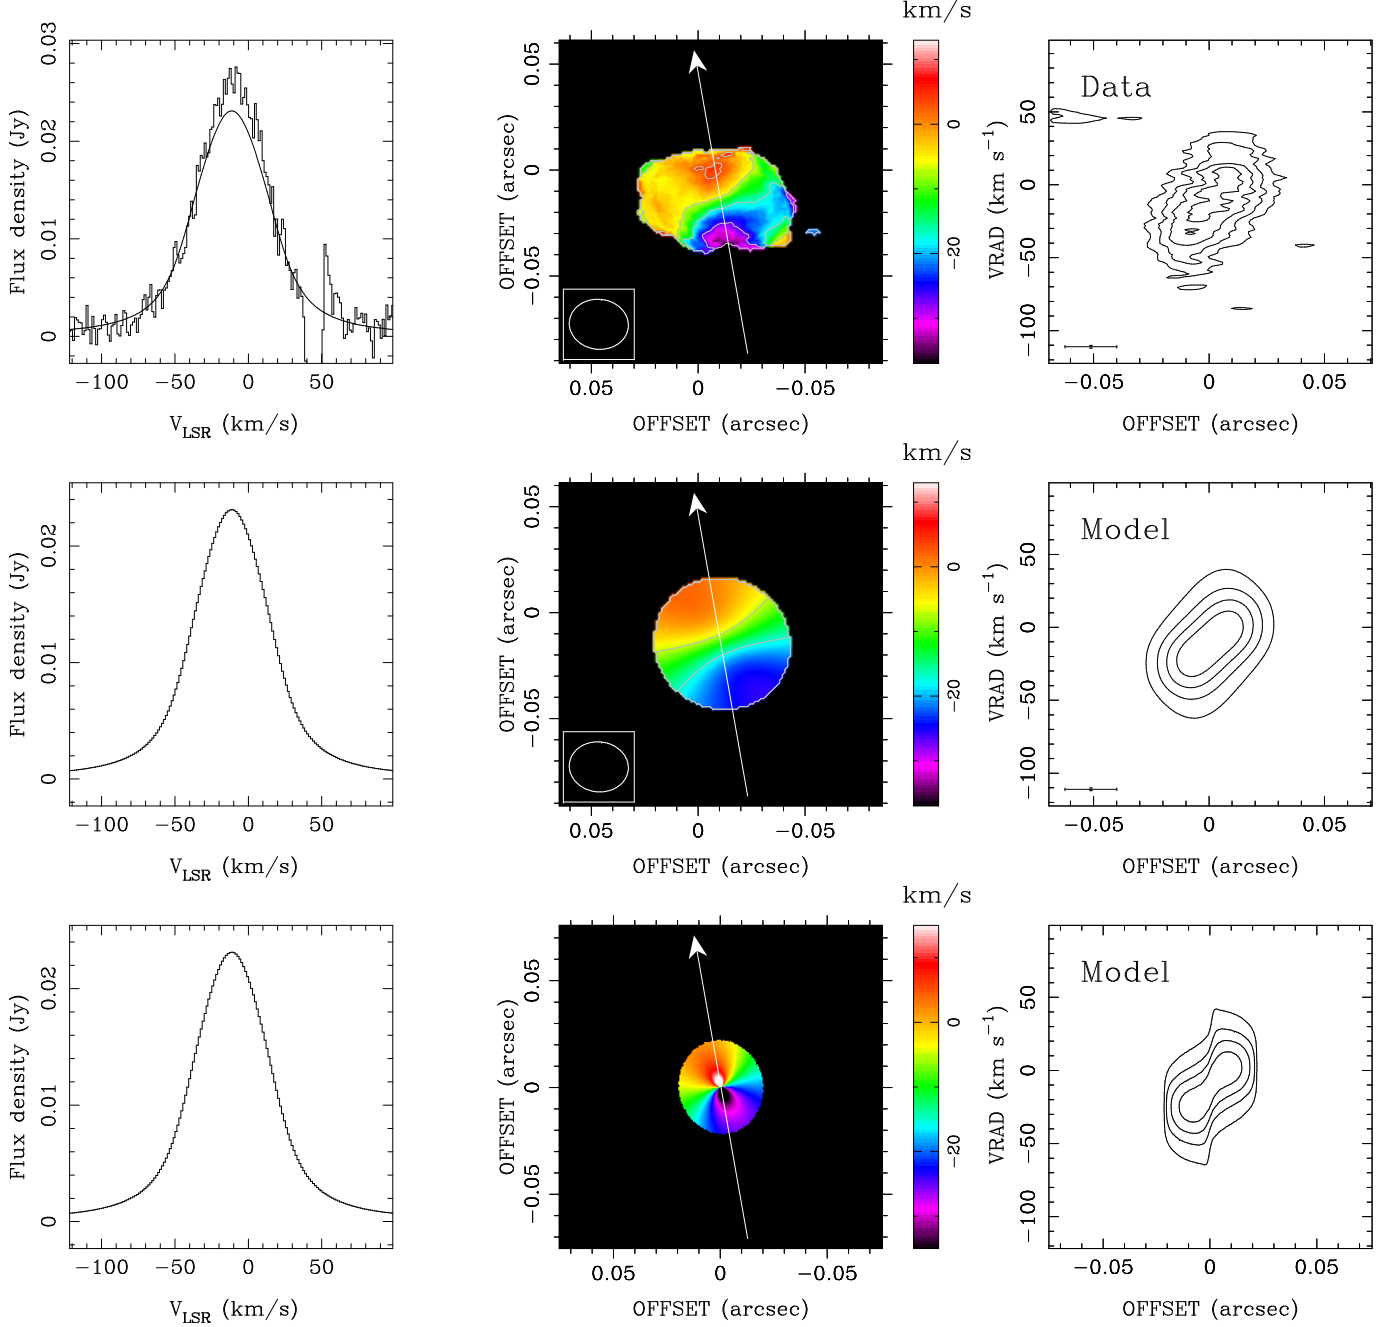 km/s
0.03
0.02
0.01
0
Flux density (Jy)
−100 −50 0 50
V_LSR (km/s)
0.05
0
−0.05
OFFSET (arcsec)
0.05 0 −0.05
OFFSET (arcsec)
0
−20
Data
50
0
−50
−100
VRAD (km s⁻¹)
−0.05 0 0.05
OFFSET (arcsec)
km/s
0.02
0.01
0
Flux density (Jy)
−100 −50 0 50
V_LSR (km/s)
0.05
0
−0.05
OFFSET (arcsec)
0.05 0 −0.05
OFFSET (arcsec)
0
−20
Model
50
0
−50
−100
VRAD (km s⁻¹)
−0.05 0 0.05
OFFSET (arcsec)
km/s
0.02
0.01
0
Flux density (Jy)
−100 −50 0 50
V_LSR (km/s)
0.05
0
−0.05
OFFSET (arcsec)
0.05 0 −0.05
OFFSET (arcsec)
0
−20
Model
50
0
−50
−100
VRAD (km s⁻¹)
−0.05 0 0.05
OFFSET (arcsec)